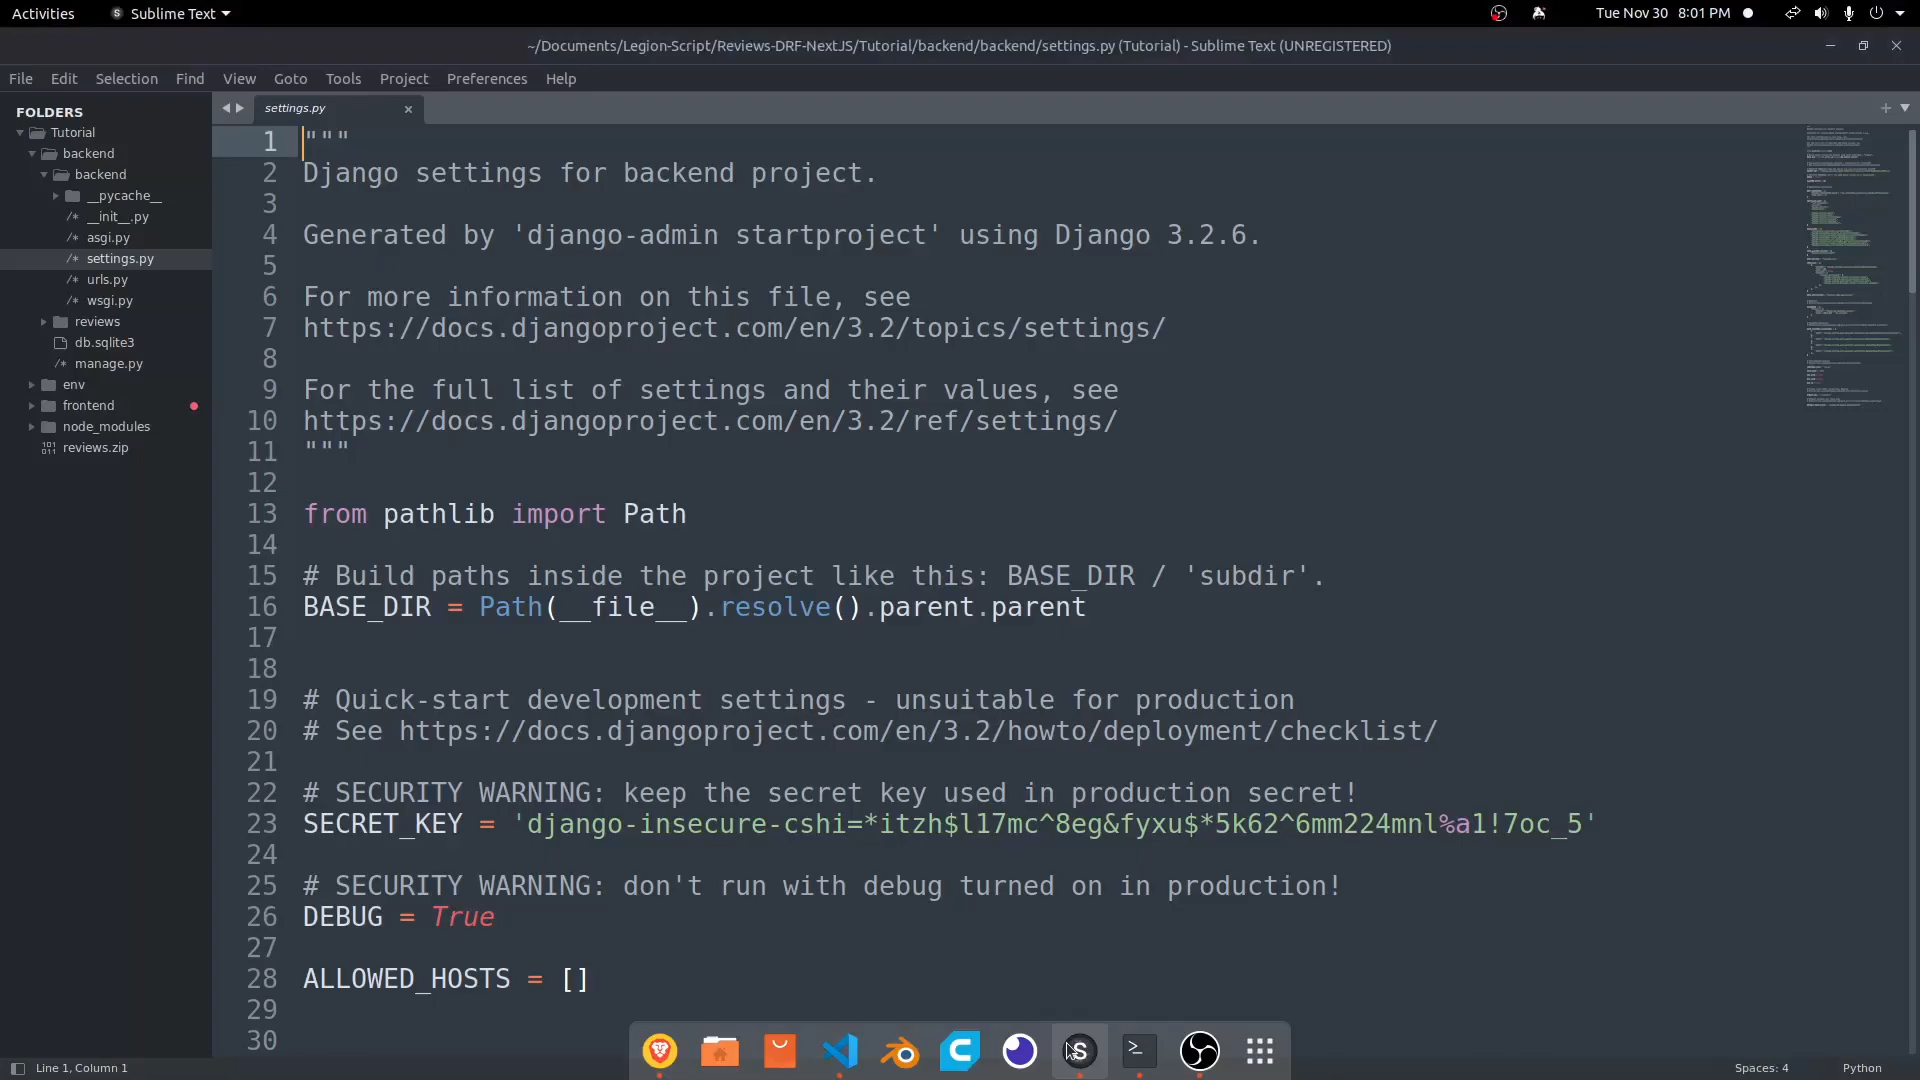 Activities
Sublime Text
Tue Nov 30 8:01 PM
~/Documents/Legion-Script/Reviews-DRF-NextJS/Tutorial/backend/backend/settings.py (Tutorial) - Sublime Text (UNREGISTERED)
File Edit Selection Find View Goto Tools Project Preferences Help
FOLDERS
Tutorial
backend
backend
__pycache__
__init__.py
asgi.py
settings.py
urls.py
wsgi.py
reviews
db.sqlite3
manage.py
env
frontend
node_modules
reviews.zip
settings.py
1 """
2 Django settings for backend project.
3
4 Generated by 'django-admin startproject' using Django 3.2.6.
5
6 For more information on this file, see
7 https://docs.djangoproject.com/en/3.2/topics/settings/
8
9 For the full list of settings and their values, see
10 https://docs.djangoproject.com/en/3.2/ref/settings/
11 """
12
13 from pathlib import Path
14
15 # Build paths inside the project like this: BASE_DIR / 'subdir'.
16 BASE_DIR = Path(__file__).resolve().parent.parent
17
18
19 # Quick-start development settings - unsuitable for production
20 # See https://docs.djangoproject.com/en/3.2/howto/deployment/checklist/
21
22 # SECURITY WARNING: keep the secret key used in production secret!
23 SECRET_KEY = 'django-insecure-cshi=*itzh$l17mc^8eg&fyxu$*5k62^6mm224mnl%a1!7oc_5'
24
25 # SECURITY WARNING: don't run with debug turned on in production!
26 DEBUG = True
27
28 ALLOWED_HOSTS = []
29
30
Line 1, Column 1
Spaces: 4
Python